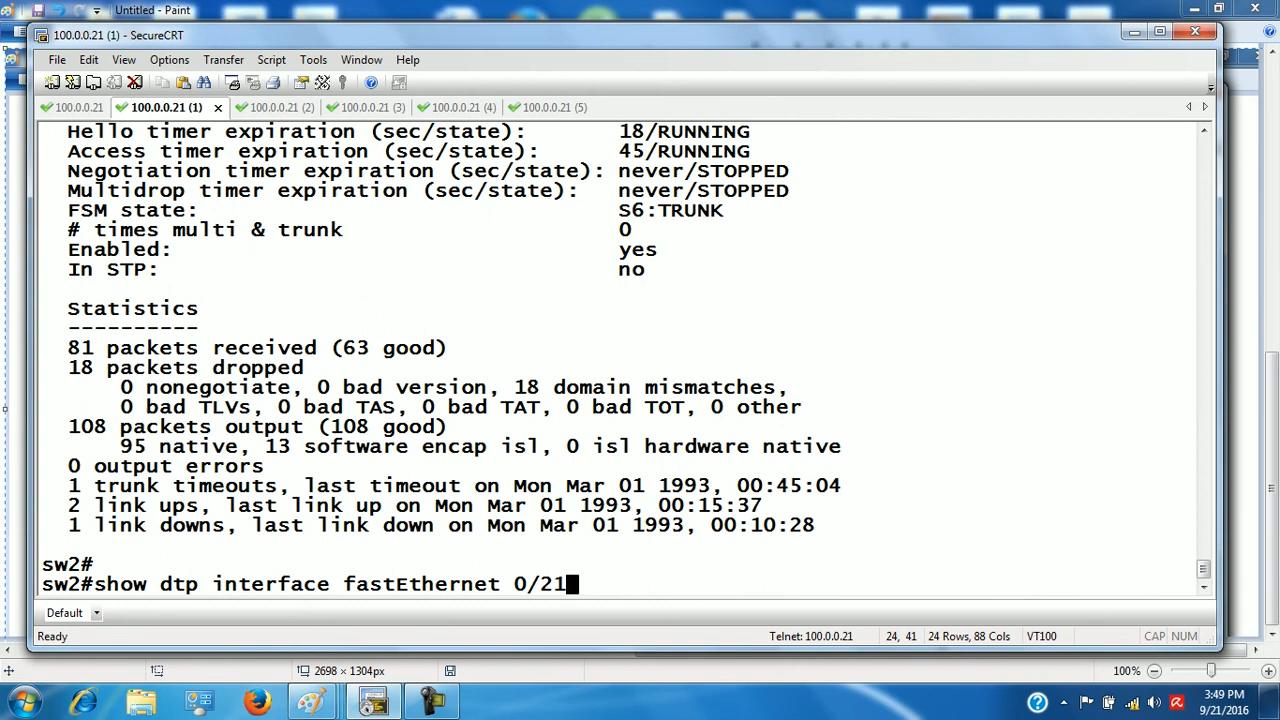 Untitled - Paint
100.0.0.21 (1) - SecureCRT
File Edit View Options Transfer Script Tools Window Help
100.0.0.21 100.0.0.21 (1) 100.0.0.21 (2) 100.0.0.21 (3) 100.0.0.21 (4) 100.0.0.21 (5)
Hello timer expiration (sec/state): 18/RUNNING
Access timer expiration (sec/state): 45/RUNNING
Negotiation timer expiration (sec/state): never/STOPPED
Multidrop timer expiration (sec/state): never/STOPPED
FSM state: S6:TRUNK
# times multi & trunk 0
Enabled: yes
In STP: no
Statistics
----------
81 packets received (63 good)
18 packets dropped
0 nonegotiate, 0 bad version, 18 domain mismatches,
0 bad TLVs, 0 bad TAS, 0 bad TAT, 0 bad TOT, 0 other
108 packets output (108 good)
95 native, 13 software encap isl, 0 isl hardware native
0 output errors
1 trunk timeouts, last timeout on Mon Mar 01 1993, 00:45:04
2 link ups, last link up on Mon Mar 01 1993, 00:15:37
1 link downs, last link down on Mon Mar 01 1993, 00:10:28
sw2#
sw2#show dtp interface fastEthernet 0/21
Default
Ready Telnet: 100.0.0.21 24, 41 24 Rows, 88 Cols VT100 CAP NUM
2698 × 1304px 100%
3:49 PM
9/21/2016